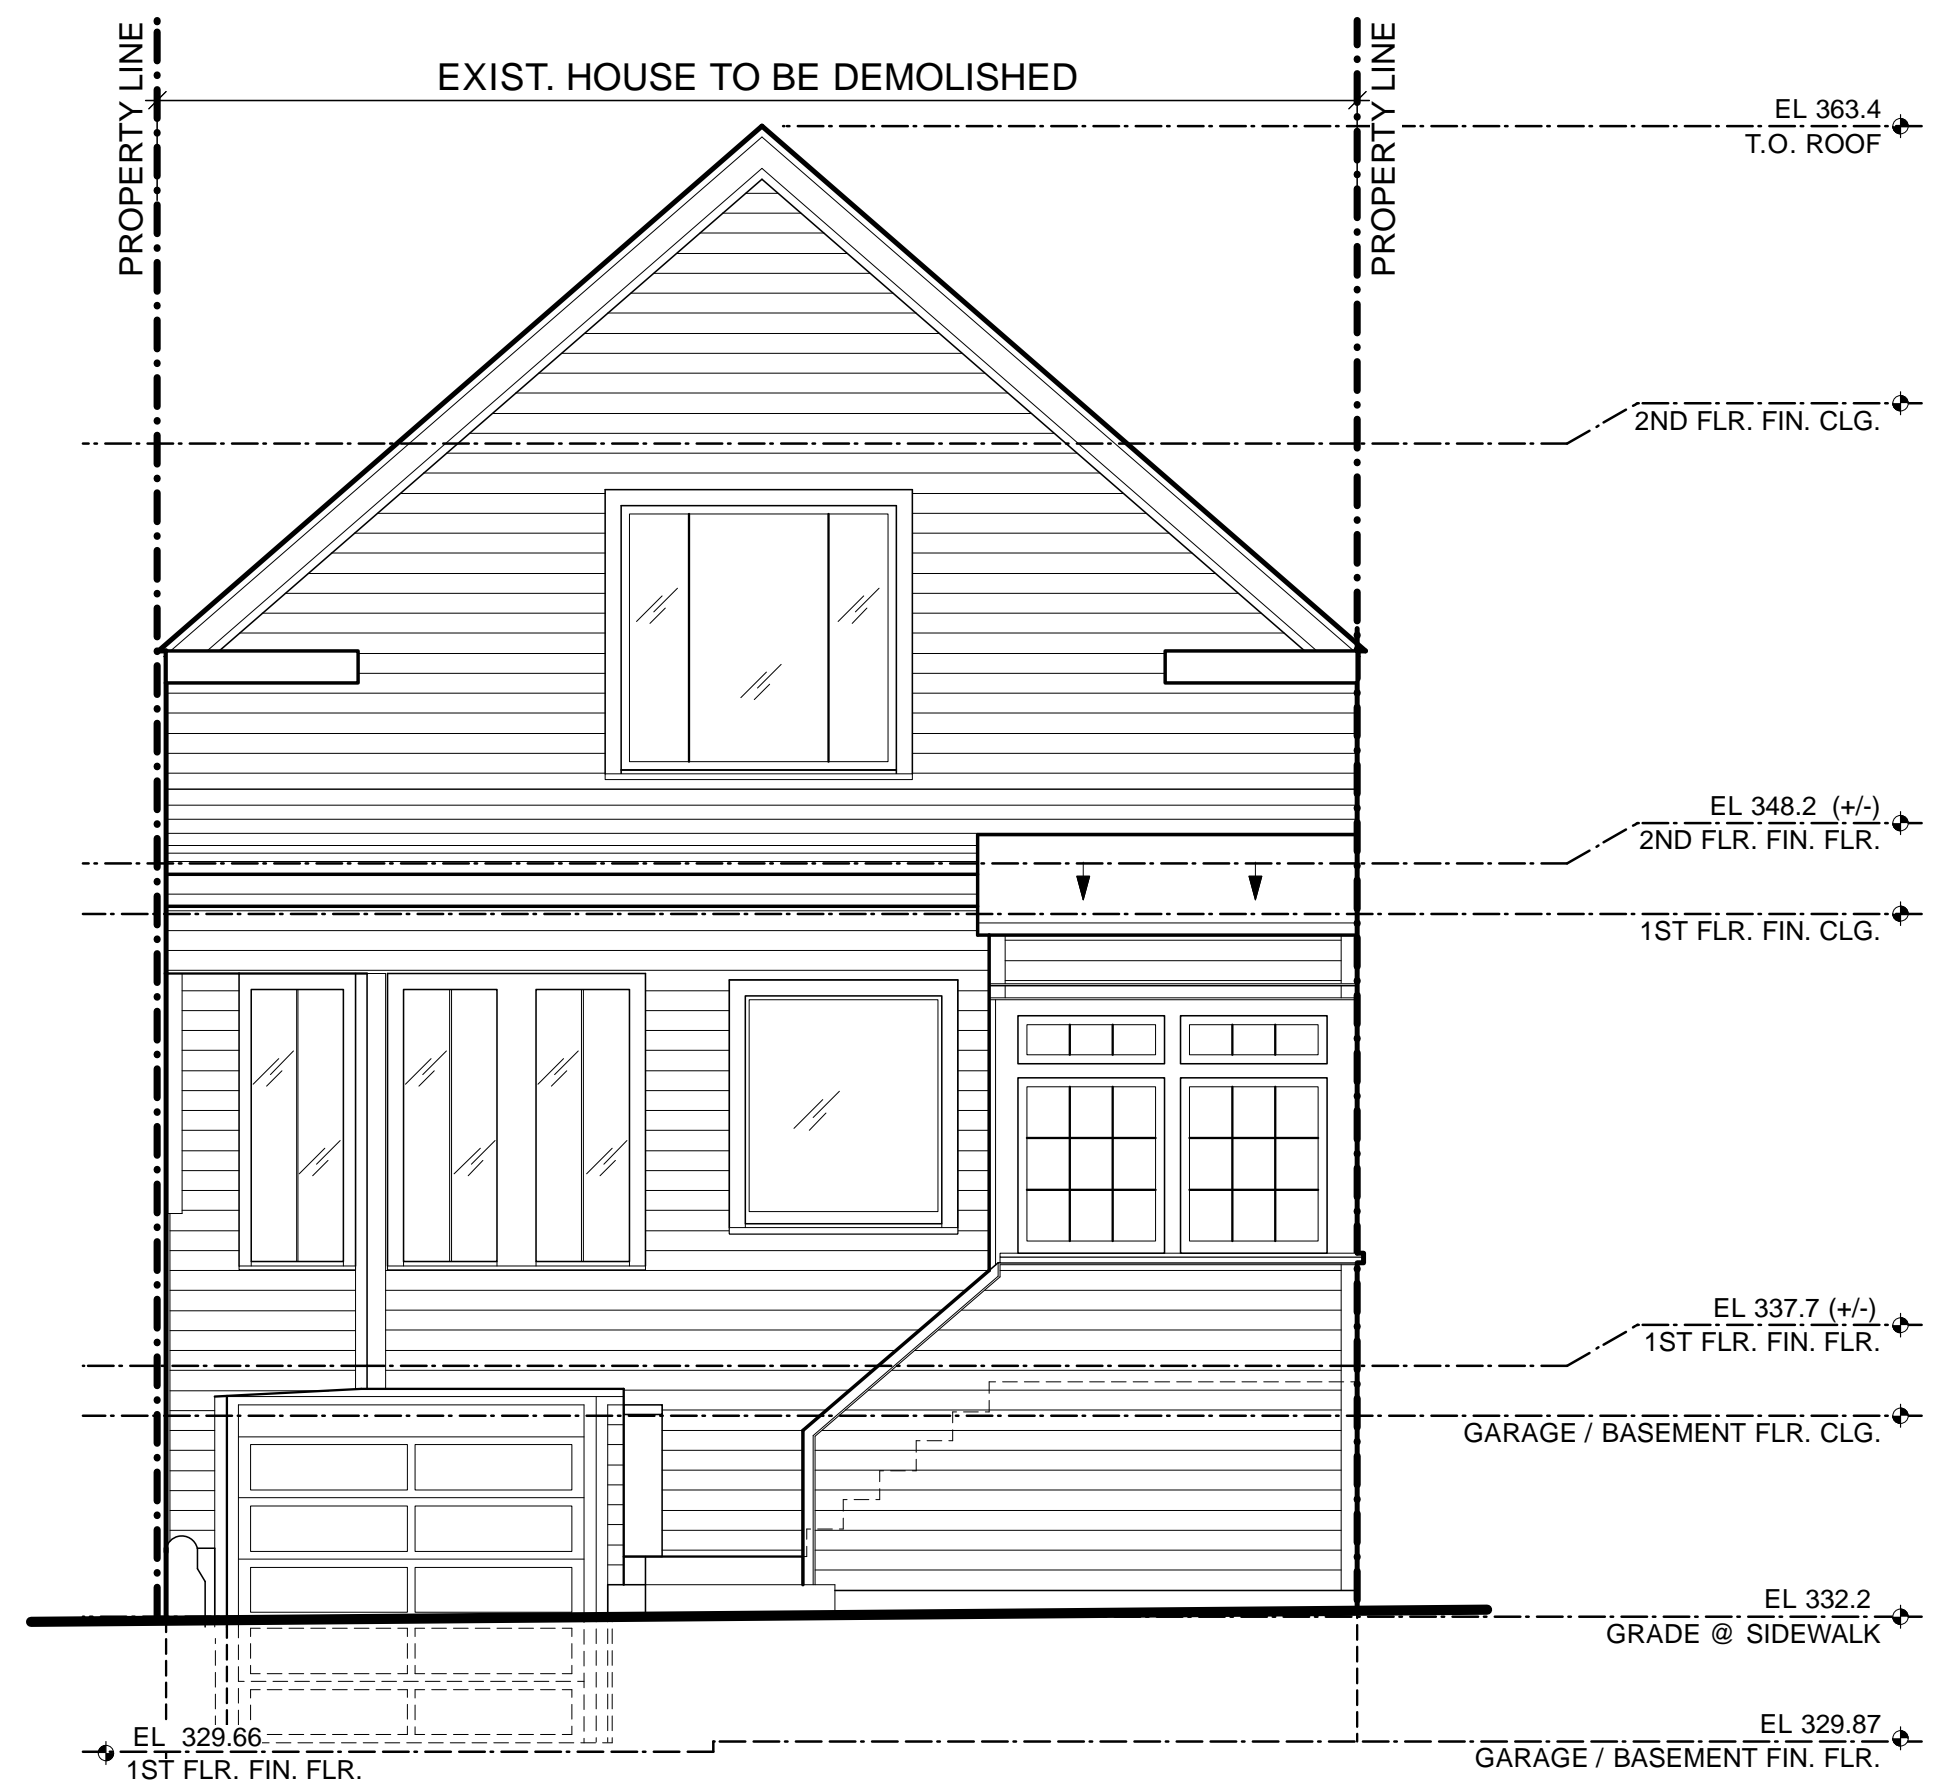 PROPERTY LINE
EXIST. HOUSE TO BE DEMOLISHED
PROPERTY LINE
EL 363.4
T.O. ROOF
2ND FLR. FIN. CLG.
EL 348.2 (+/-)
2ND FLR. FIN. FLR.
1ST FLR. FIN. CLG.
EL 337.7 (+/-)
1ST FLR. FIN. FLR.
GARAGE / BASEMENT FLR. CLG.
EL 332.2
GRADE @ SIDEWALK
EL 329.66
1ST FLR. FIN. FLR.
EL 329.87
GARAGE / BASEMENT FIN. FLR.